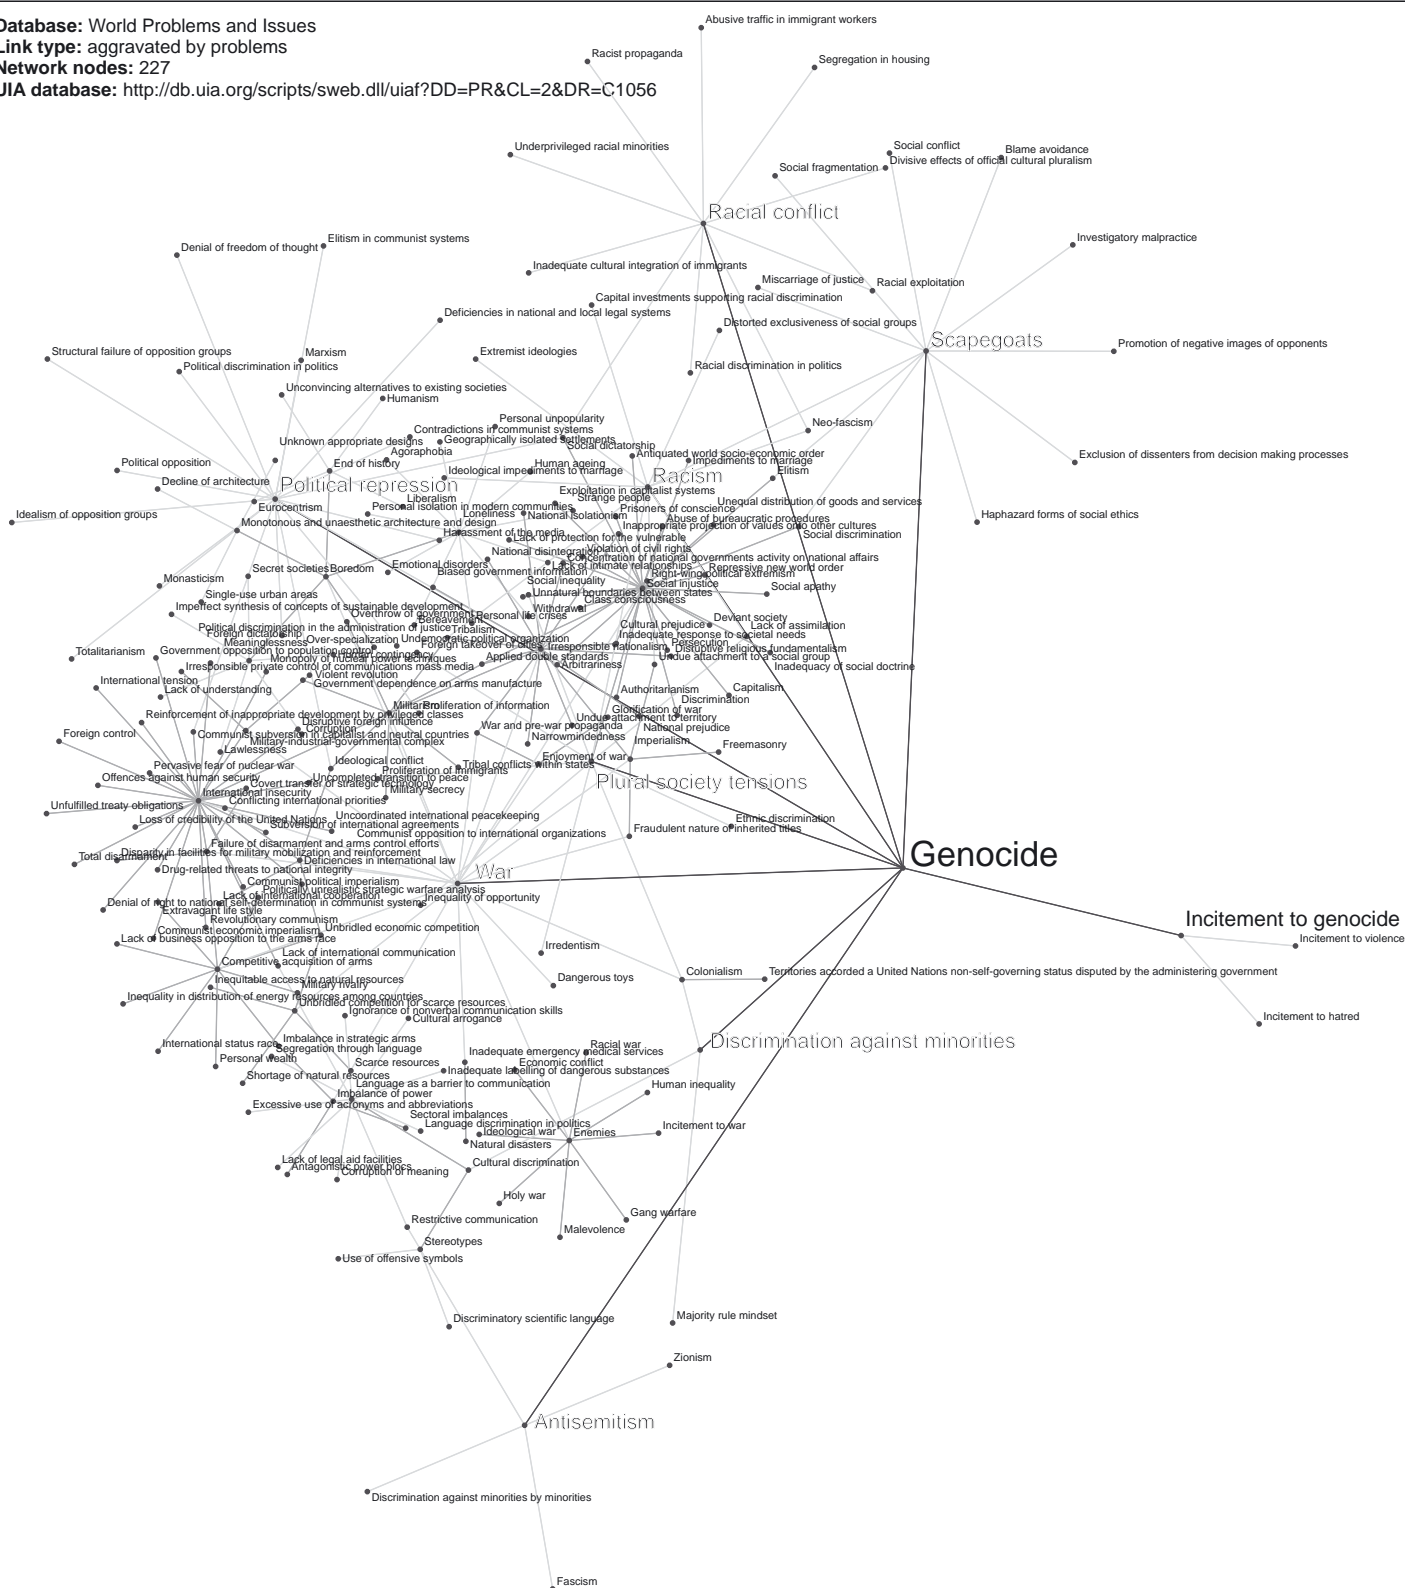 Database: World Problems and Issues
Link type: aggravated by problems
Network nodes: 227
UIA database: http://db.uia.org/scripts/sweb.dll/uiaf?DD=PR&CL=2&DR=C1056
Abusive traffic in immigrant workers
Racist propaganda
Segregation in housing
Underprivileged racial minorities
Social conflict
Blame avoidance
Divisive effects of official cultural pluralism
Social fragmentation
Racial conflict
Elitism in communist systems
Denial of freedom of thought
Investigatory malpractice
Inadequate cultural integration of immigrants
Miscarriage of justice
Racial exploitation
Capital investments supporting racial discrimination
Deficiencies in national and local legal systems
Distorted exclusiveness of social groups
Scapegoats
Promotion of negative images of opponents
Structural failure of opposition groups
Marxism
Extremist ideologies
Political discrimination in politics
Racial discrimination in politics
Unconvincing alternatives to existing societies
Humanism
Personal unpopularity
Neo-fascism
Contradictions in communist systems
Unknown appropriate designs
Geographically isolated settlements
Social dictatorship
Agoraphobia
Antiquated world socio-economic order
Exclusion of dissenters from decision making processes
Political opposition
End of history
Human ageing
Impediments to marriage
Ideological impediments to marriage
Elitism
Racism
Decline of architecture
Political repression
Exploitation in capitalist systems
Liberalism
Strange people
Unequal distribution of goods and services
Eurocentrism
Personal isolation in modern communities
Prisoners of conscience
Idealism of opposition groups
Loneliness
National isolationism
Abuse of bureaucratic procedures
Haphazard forms of social ethics
Monotonous and unaesthetic architecture and design
Inappropriate projection of values onto other cultures
Harassment of the media
Social discrimination
Lack of protection for the vulnerable
National disintegration
Violation of civil rights
Concentration of national governments activity on national affairs
Emotional disorders
Lack of intimate relationships
Repressive new world order
Secret societies
Boredom
Biased government information
Right-wing political extremism
Monasticism
Social inequality
Social injustice
Social apathy
Single-use urban areas
Unnatural boundaries between states
Class consciousness
Imperfect synthesis of concepts of sustainable development
Withdrawal
Overthrow of government
Personal life crises
Bereavement
Deviant society
Political discrimination in the administration of justice
Tribalism
Cultural prejudice
Lack of assimilation
Foreign dictatorship
Inadequate response to societal needs
Meaninglessness
Over-specialization
Undemocratic political organization
Persecution
Foreign takeover of cities
Irresponsible nationalism
Disruptive religious fundamentalism
Totalitarianism
Government opposition to population control
Human contingency
Monopoly of nuclear power techniques
Applied double standards
Undue attachment to a social group
Irresponsible private control of communications mass media
Arbitrariness
Inadequacy of social doctrine
Violent revolution
International tension
Government dependence on arms manufacture
Lack of understanding
Authoritarianism
Capitalism
Discrimination
Militarism
Proliferation of information
Glorification of war
Reinforcement of inappropriate development by privileged classes
Undue attachment to territory
Disruptive foreign influence
War and pre-war propaganda
National prejudice
Corruption
Foreign control
Communist subversion in capitalist and neutral countries
Narrowmindedness
Imperialism
Military-industrial-governmental complex
Freemasonry
Lawlessness
Enjoyment of war
Ideological conflict
Tribal conflicts within states
Pervasive fear of nuclear war
Proliferation of immigrants
Offences against human security
Uncompleted transition to peace
Plural society tensions
Covert transfer of strategic technology
International insecurity
Military secrecy
Conflicting international priorities
Unfulfilled treaty obligations
Uncoordinated international peacekeeping
Loss of credibility of the United Nations
Ethnic discrimination
Subversion of international agreements
Fraudulent nature of inherited titles
Communist opposition to international organizations
Failure of disarmament and arms control efforts
Genocide
Disparity in facilities for military mobilization and reinforcement
Total disarmament
Deficiencies in international law
Drug-related threats to national integrity
War
Communist political imperialism
Politically unrealistic strategic warfare analysis
Lack of international cooperation
Inequality of opportunity
Denial of right to national self-determination in communist systems
Extravagant life style
Incitement to genocide
Revolutionary communism
Communist economic imperialism
Unbridled economic competition
Lack of business opposition to the arms race
Incitement to violence
Irredentism
Lack of international communication
Competitive acquisition of arms
Colonialism
Territories accorded a United Nations non-self-governing status disputed by the administering government
Inequitable access to natural resources
Dangerous toys
Military rivalry
Inequality in distribution of energy resources among countries
Unbridled competition for scarce resources
Ignorance of nonverbal communication skills
Cultural arrogance
Incitement to hatred
Imbalance in strategic arms
International status race
Segregation through language
Racial war
Discrimination against minorities
Inadequate emergency medical services
Personal wealth
Scarce resources
Economic conflict
Inadequate labelling of dangerous substances
Shortage of natural resources
Language as a barrier to communication
Human inequality
Imbalance of power
Excessive use of acronyms and abbreviations
Sectoral imbalances
Language discrimination in politics
Ideological war
Enemies
Incitement to war
Natural disasters
Lack of legal aid facilities
Antagonistic power blocs
Corruption of meaning
Cultural discrimination
Holy war
Restrictive communication
Gang warfare
Malevolence
Stereotypes
Use of offensive symbols
Discriminatory scientific language
Majority rule mindset
Zionism
Antisemitism
Discrimination against minorities by minorities
Fascism